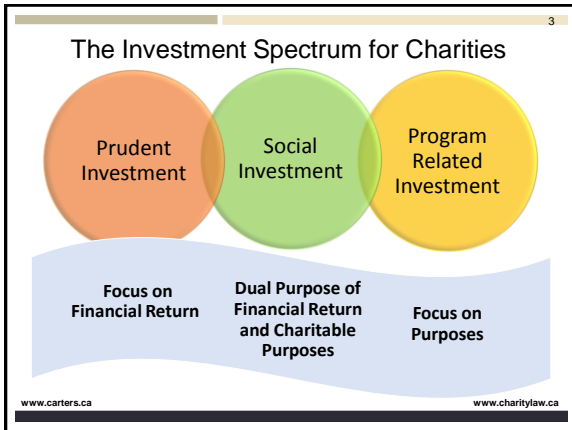 3
The Investment Spectrum for Charities
Prudent
Investment
Social
Investment
Program
Related
Investment
Focus on
Financial Return
Dual Purpose of
Financial Return
and Charitable
Purposes
Focus on
Purposes
www.carters.ca
www.charitylaw.ca